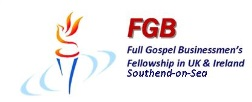 FGB
Full Gospel Businessmen's
Fellowship in UK & Ireland
Southend-on-Sea